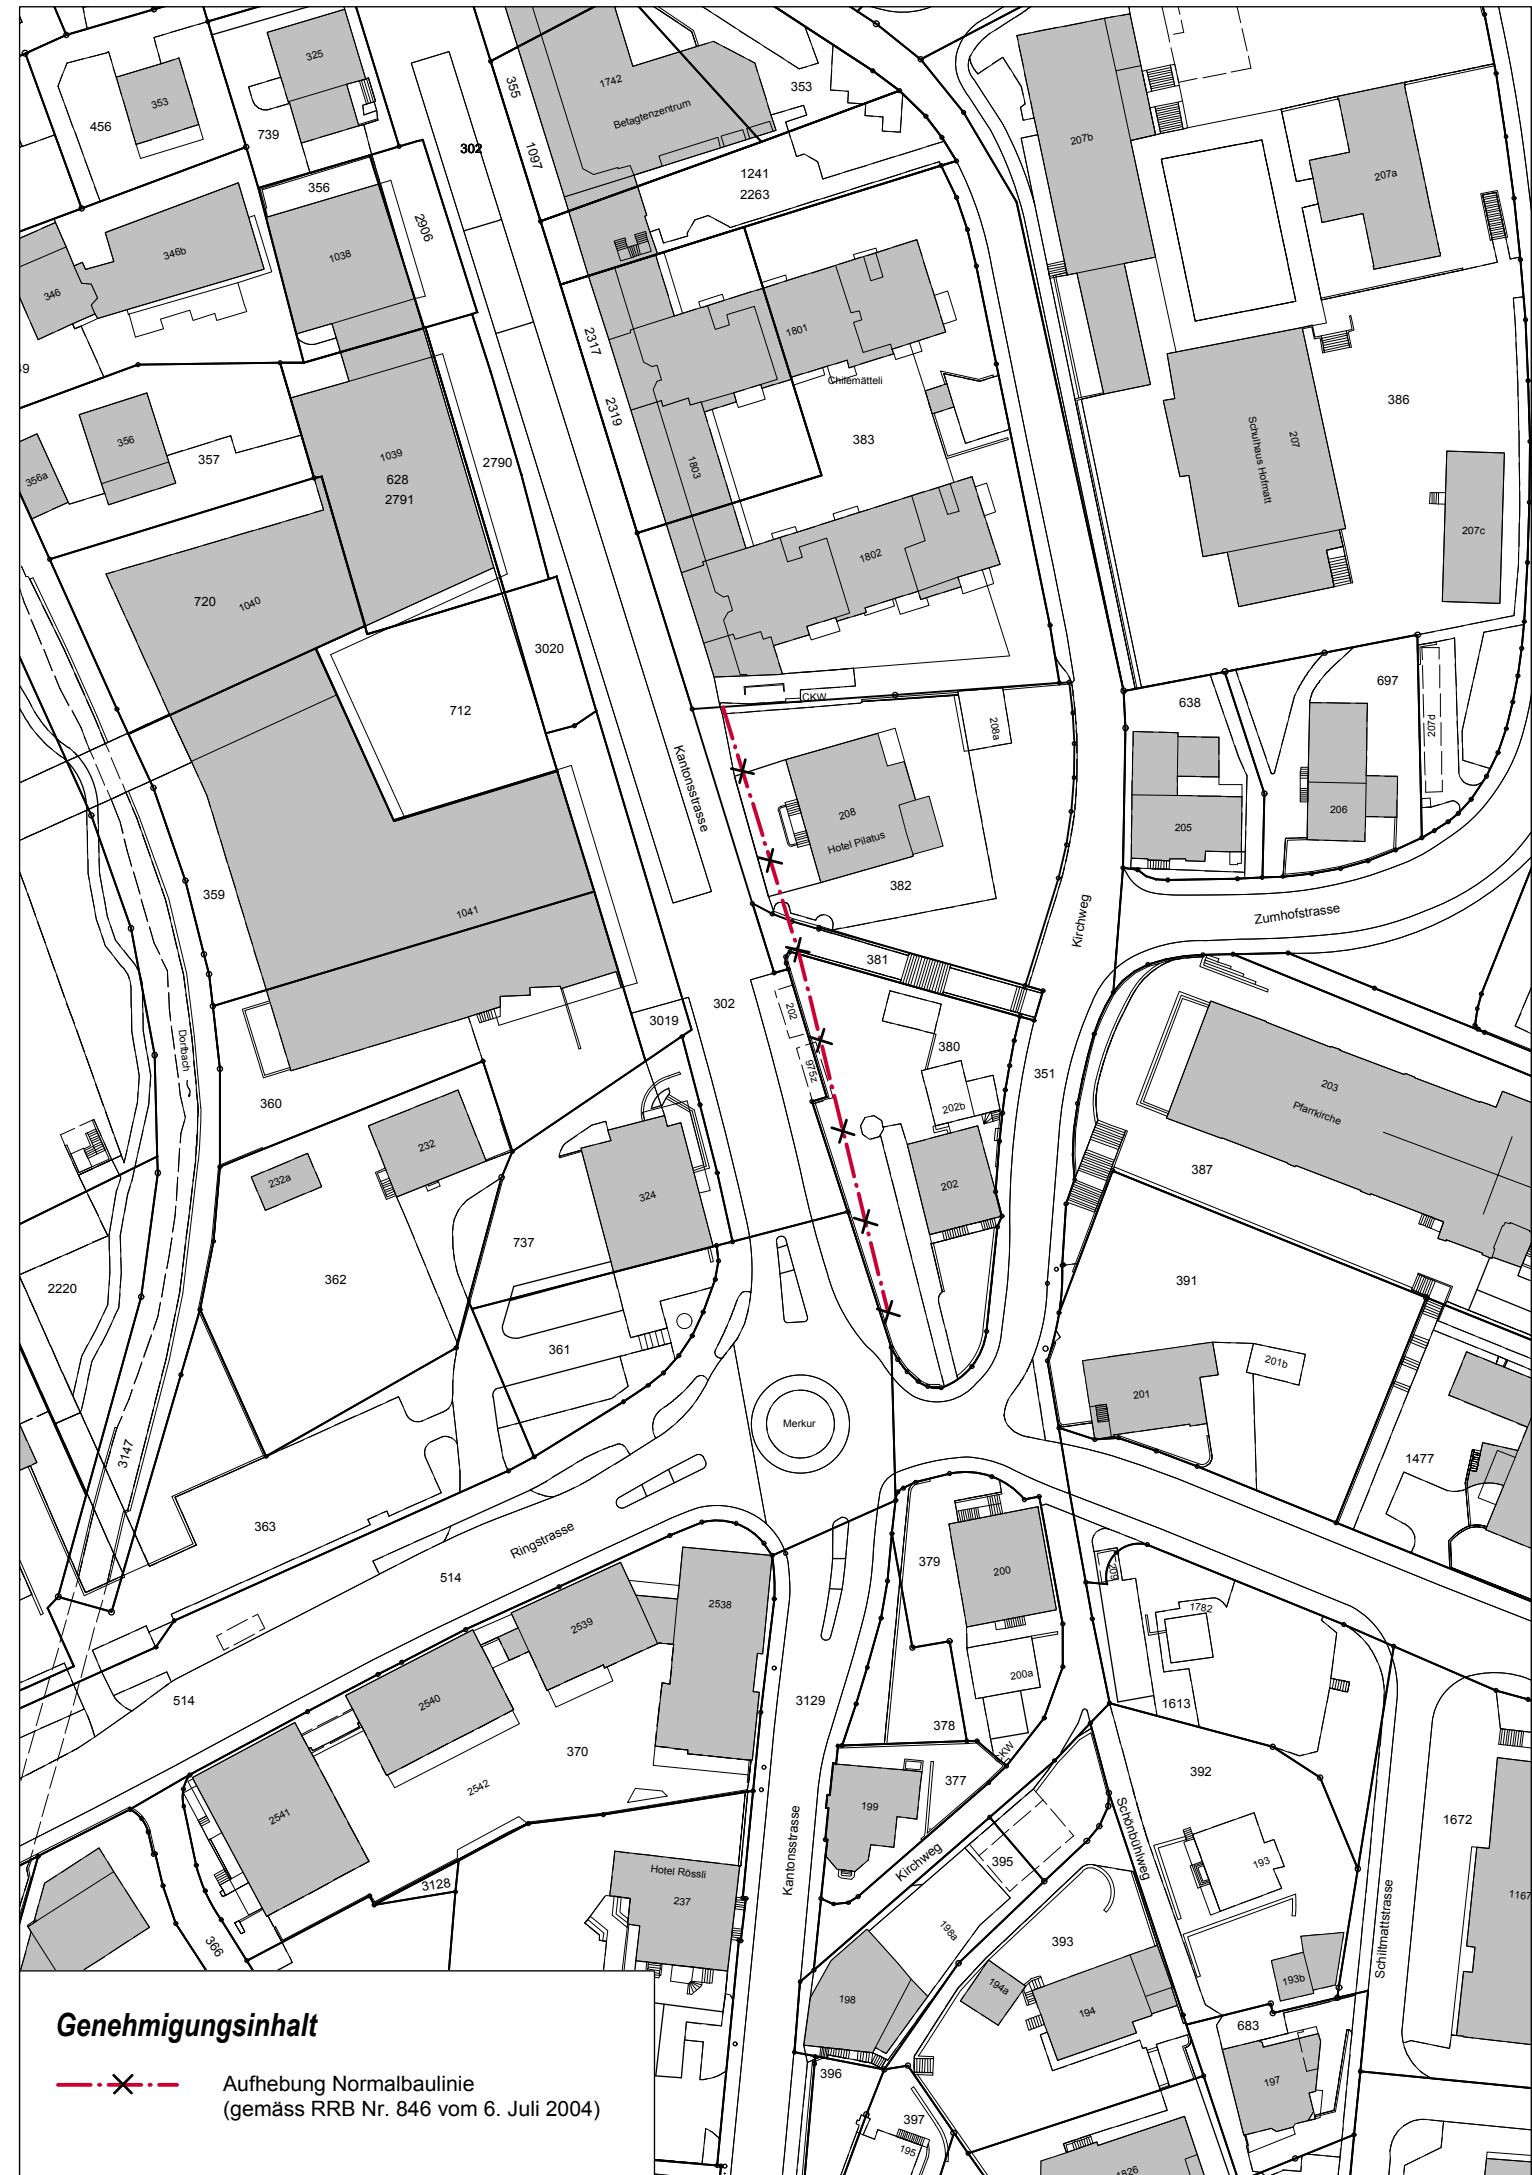 325
353
456
739
302
355
1097
1742
Betagtenzentrum
353
1241
2263
207b
207a
356
2906
346b
1038
346
2317
2319
1801
Chilemätteli
383
386
356
357
356a
1039
628
2791
2790
1803
1802
207
Schulhaus Hofmatt
207c
720
1040
3020
712
CKW
208a
638
697
207d
Kantonsstrasse
208
Hotel Pilatus
382
205
206
359
1041
Kirchweg
Zumhofstrasse
381
302
202
3019
380
Dorfbach
975z
351
360
202b
203
Pfarrkirche
232
232a
324
202
387
737
362
2220
391
361
201
201b
Merkur
3147
1477
363
Ringstrasse
514
379
200
209
2538
2539
1782
200a
514
2540
3129
378
1613
370
CKW
2542
377
392
2541
199
Kantonsstrasse
Kirchweg
395
Schönbühlweg
193
1672
Hotel Rössli
237
3128
366
198a
393
1167
Schiltmattstrasse
194a
193b
198
194
683
396
197
397
195
1826
Genehmigungsinhalt
Aufhebung Normalbaulinie
(gemäss RRB Nr. 846 vom 6. Juli 2004)